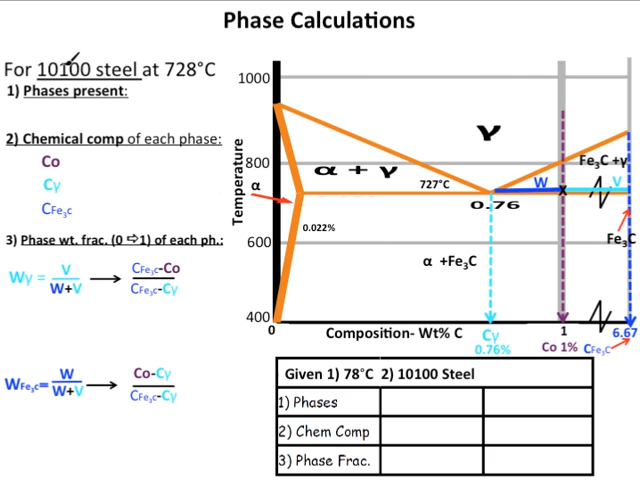 Phase Calculations
For 10100 steel at 728°C
1) Phases present:
2) Chemical comp of each phase:
Co
Cγ
CFe₃c
3) Phase wt. frac. (0 ⇨1) of each ph.:
Wγ = V / W+V → CFe₃c-Co / CFe₃c-Cγ
WFe₃c= W / W+V → Co-Cγ / CFe₃c-Cγ
Temperature
1000
800
600
400
γ
α + γ
α
727°C
0.76
W
V
Fe₃C +γ
0.022%
α +Fe₃C
Fe₃C
0
Composition- Wt% C
Cγ
0.76%
1
Co 1%
6.67
CFe₃c
Given 1) 78°C 2) 10100 Steel
1) Phases
2) Chem Comp
3) Phase Frac.